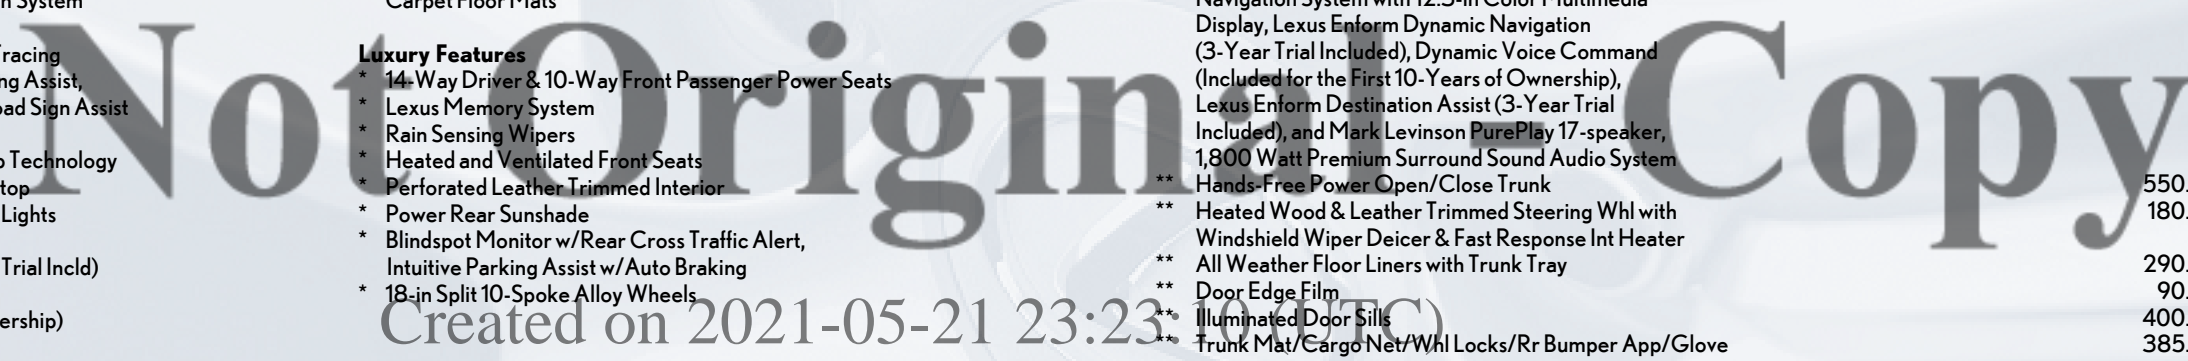 n System
Tracing
ng Assist,
oad Sign Assist
p Technology
top
Lights
Trial Incld)
ership)
Carpet Floor Mats
Luxury Features
* 14-Way Driver & 10-Way Front Passenger Power Seats
* Lexus Memory System
* Rain Sensing Wipers
* Heated and Ventilated Front Seats
* Perforated Leather Trimmed Interior
* Power Rear Sunshade
* Blindspot Monitor w/Rear Cross Traffic Alert,
Intuitive Parking Assist w/Auto Braking
* 18-in Split 10-Spoke Alloy Wheels
Navigation System with 12.3-in Color Multimedia
Display, Lexus Enform Dynamic Navigation
(3-Year Trial Included), Dynamic Voice Command
(Included for the First 10-Years of Ownership),
Lexus Enform Destination Assist (3-Year Trial
Included), and Mark Levinson PurePlay 17-speaker,
1,800 Watt Premium Surround Sound Audio System
** Hands-Free Power Open/Close Trunk 550.
** Heated Wood & Leather Trimmed Steering Whl with 180.
Windshield Wiper Deicer & Fast Response Int Heater
** All Weather Floor Liners with Trunk Tray 290.
** Door Edge Film 90.
** Illuminated Door Sills 400.
** Trunk Mat/Cargo Net/Whl Locks/Rr Bumper App/Glove 385.
Not Original - Copy
Created on 2021-05-21 23:23:10 (UTC)